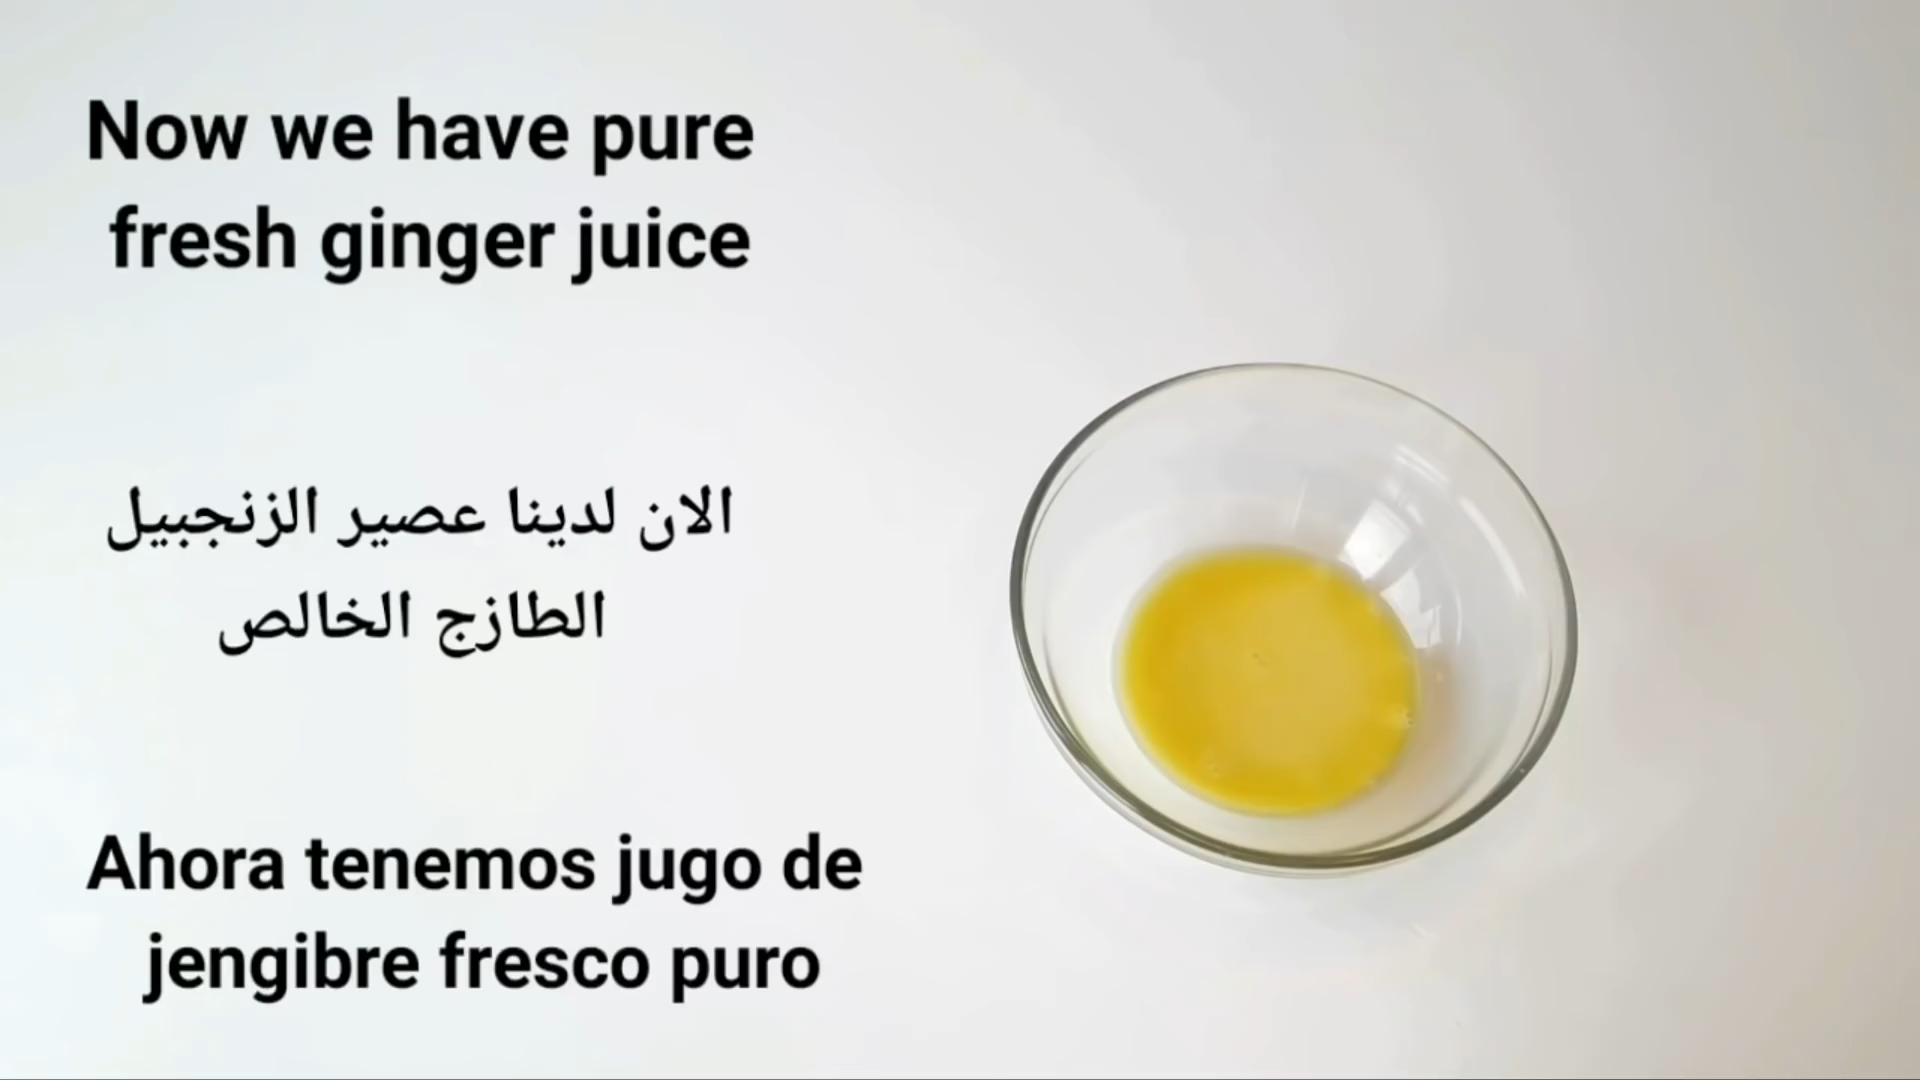 Now we have pure
fresh ginger juice
الان لدينا عصير الزنجبيل
الطازج الخالص
Ahora tenemos jugo de
jengibre fresco puro